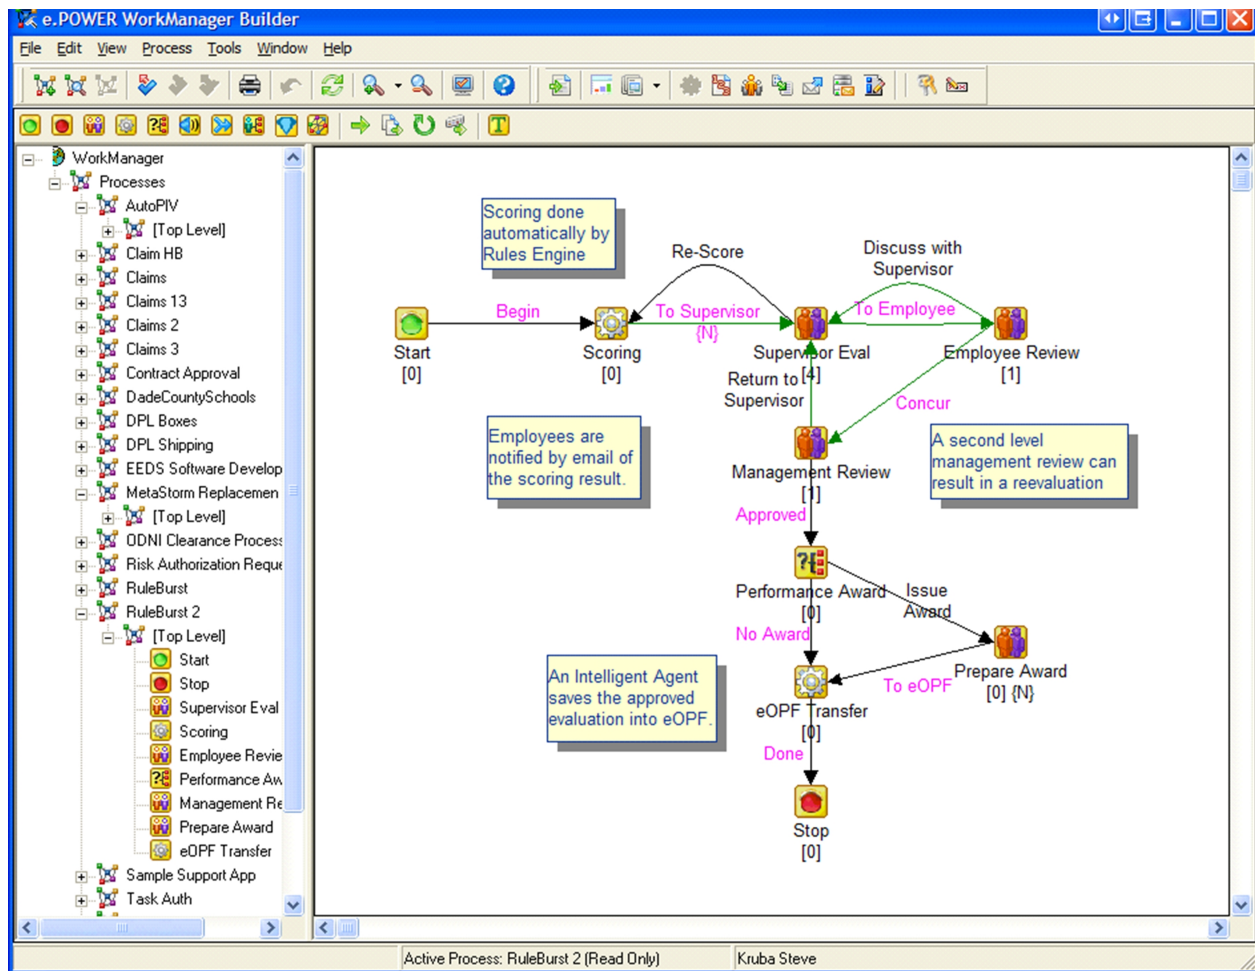 e.POWER WorkManager Builder
File Edit View Process Tools Window Help
T
WorkManager
Processes
AutoPIV
[Top Level]
Claim HB
Claims
Claims 13
Claims 2
Claims 3
Contract Approval
DadeCountySchools
DPL Boxes
DPL Shipping
EEDS Software Develop
MetaStorm Replacemen
[Top Level]
ODNI Clearance Process
Risk Authorization Reque
RuleBurst
RuleBurst 2
[Top Level]
Start
Stop
Supervisor Eval
Scoring
Employee Revie
Performance Aw
Management Re
Prepare Award
eOPF Transfer
Sample Support App
Task Auth
Scoring done
automatically by
Rules Engine
Re-Score
Discuss with
Supervisor
Begin
To Supervisor
{N}
To Employee
Start
[0]
Scoring
[0]
Supervisor Eval
[4]
Employee Review
[1]
Return to
Supervisor
Concur
Employees are
notified by email of
the scoring result.
A second level
management review can
result in a reevaluation
Management Review
[1]
Approved
Performance Award
[0]
Issue
Award
No Award
Prepare Award
[0] {N}
To eOPF
An Intelligent Agent
saves the approved
evaluation into eOPF.
eOPF Transfer
[0]
Done
Stop
[0]
Active Process: RuleBurst 2 (Read Only)
Kruba Steve